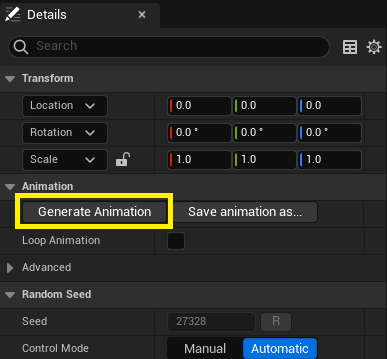 Details
Search
Transform
Location 0.0 0.0 0.0
Rotation 0.0 ° 0.0 ° 0.0 °
Scale 1.0 1.0 1.0
Animation
Generate Animation Save animation as...
Loop Animation
Advanced
Random Seed
Seed 27328 R
Control Mode Manual Automatic